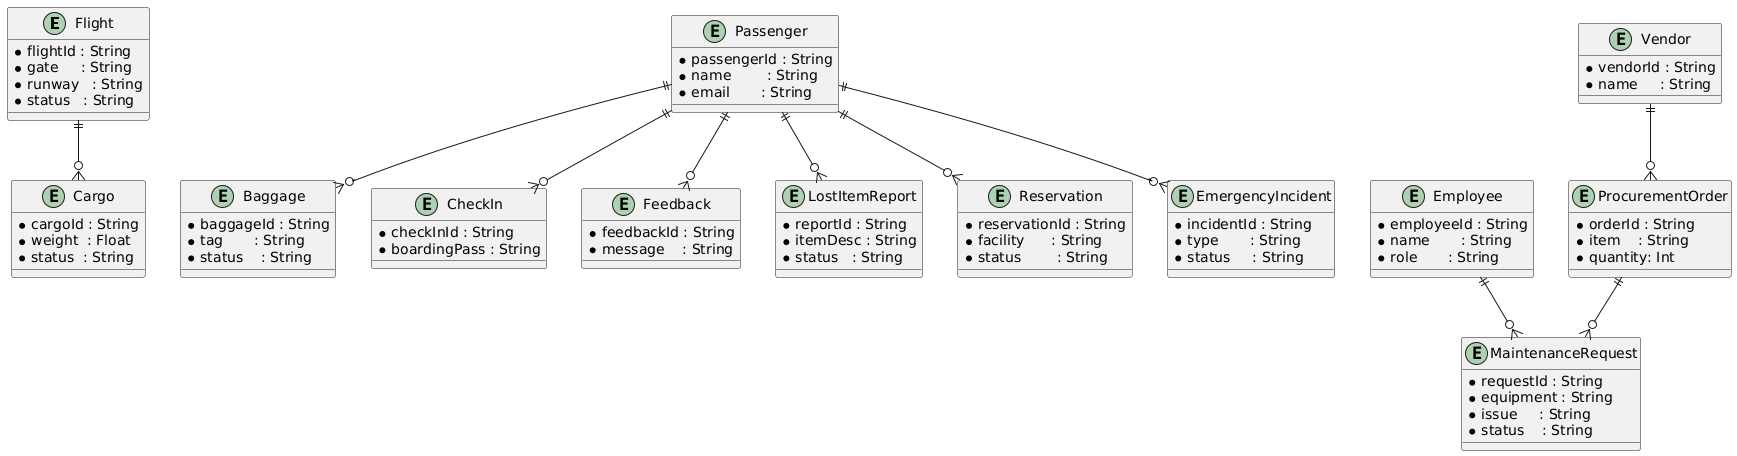 E Flight
* flightId : String
* gate : String
* runway : String
* status : String
E Passenger
* passengerId : String
* name : String
* email : String
E Vendor
* vendorId : String
* name : String
E Cargo
* cargoId : String
* weight : Float
* status : String
E Baggage
* baggageId : String
* tag : String
* status : String
E CheckIn
* checkInId : String
* boardingPass : String
E Feedback
* feedbackId : String
* message : String
E LostItemReport
* reportId : String
* itemDesc : String
* status : String
E Reservation
* reservationId : String
* facility : String
* status : String
E EmergencyIncident
* incidentId : String
* type : String
* status : String
E Employee
* employeeId : String
* name : String
* role : String
E ProcurementOrder
* orderId : String
* item : String
* quantity: Int
E MaintenanceRequest
* requestId : String
* equipment : String
* issue : String
* status : String